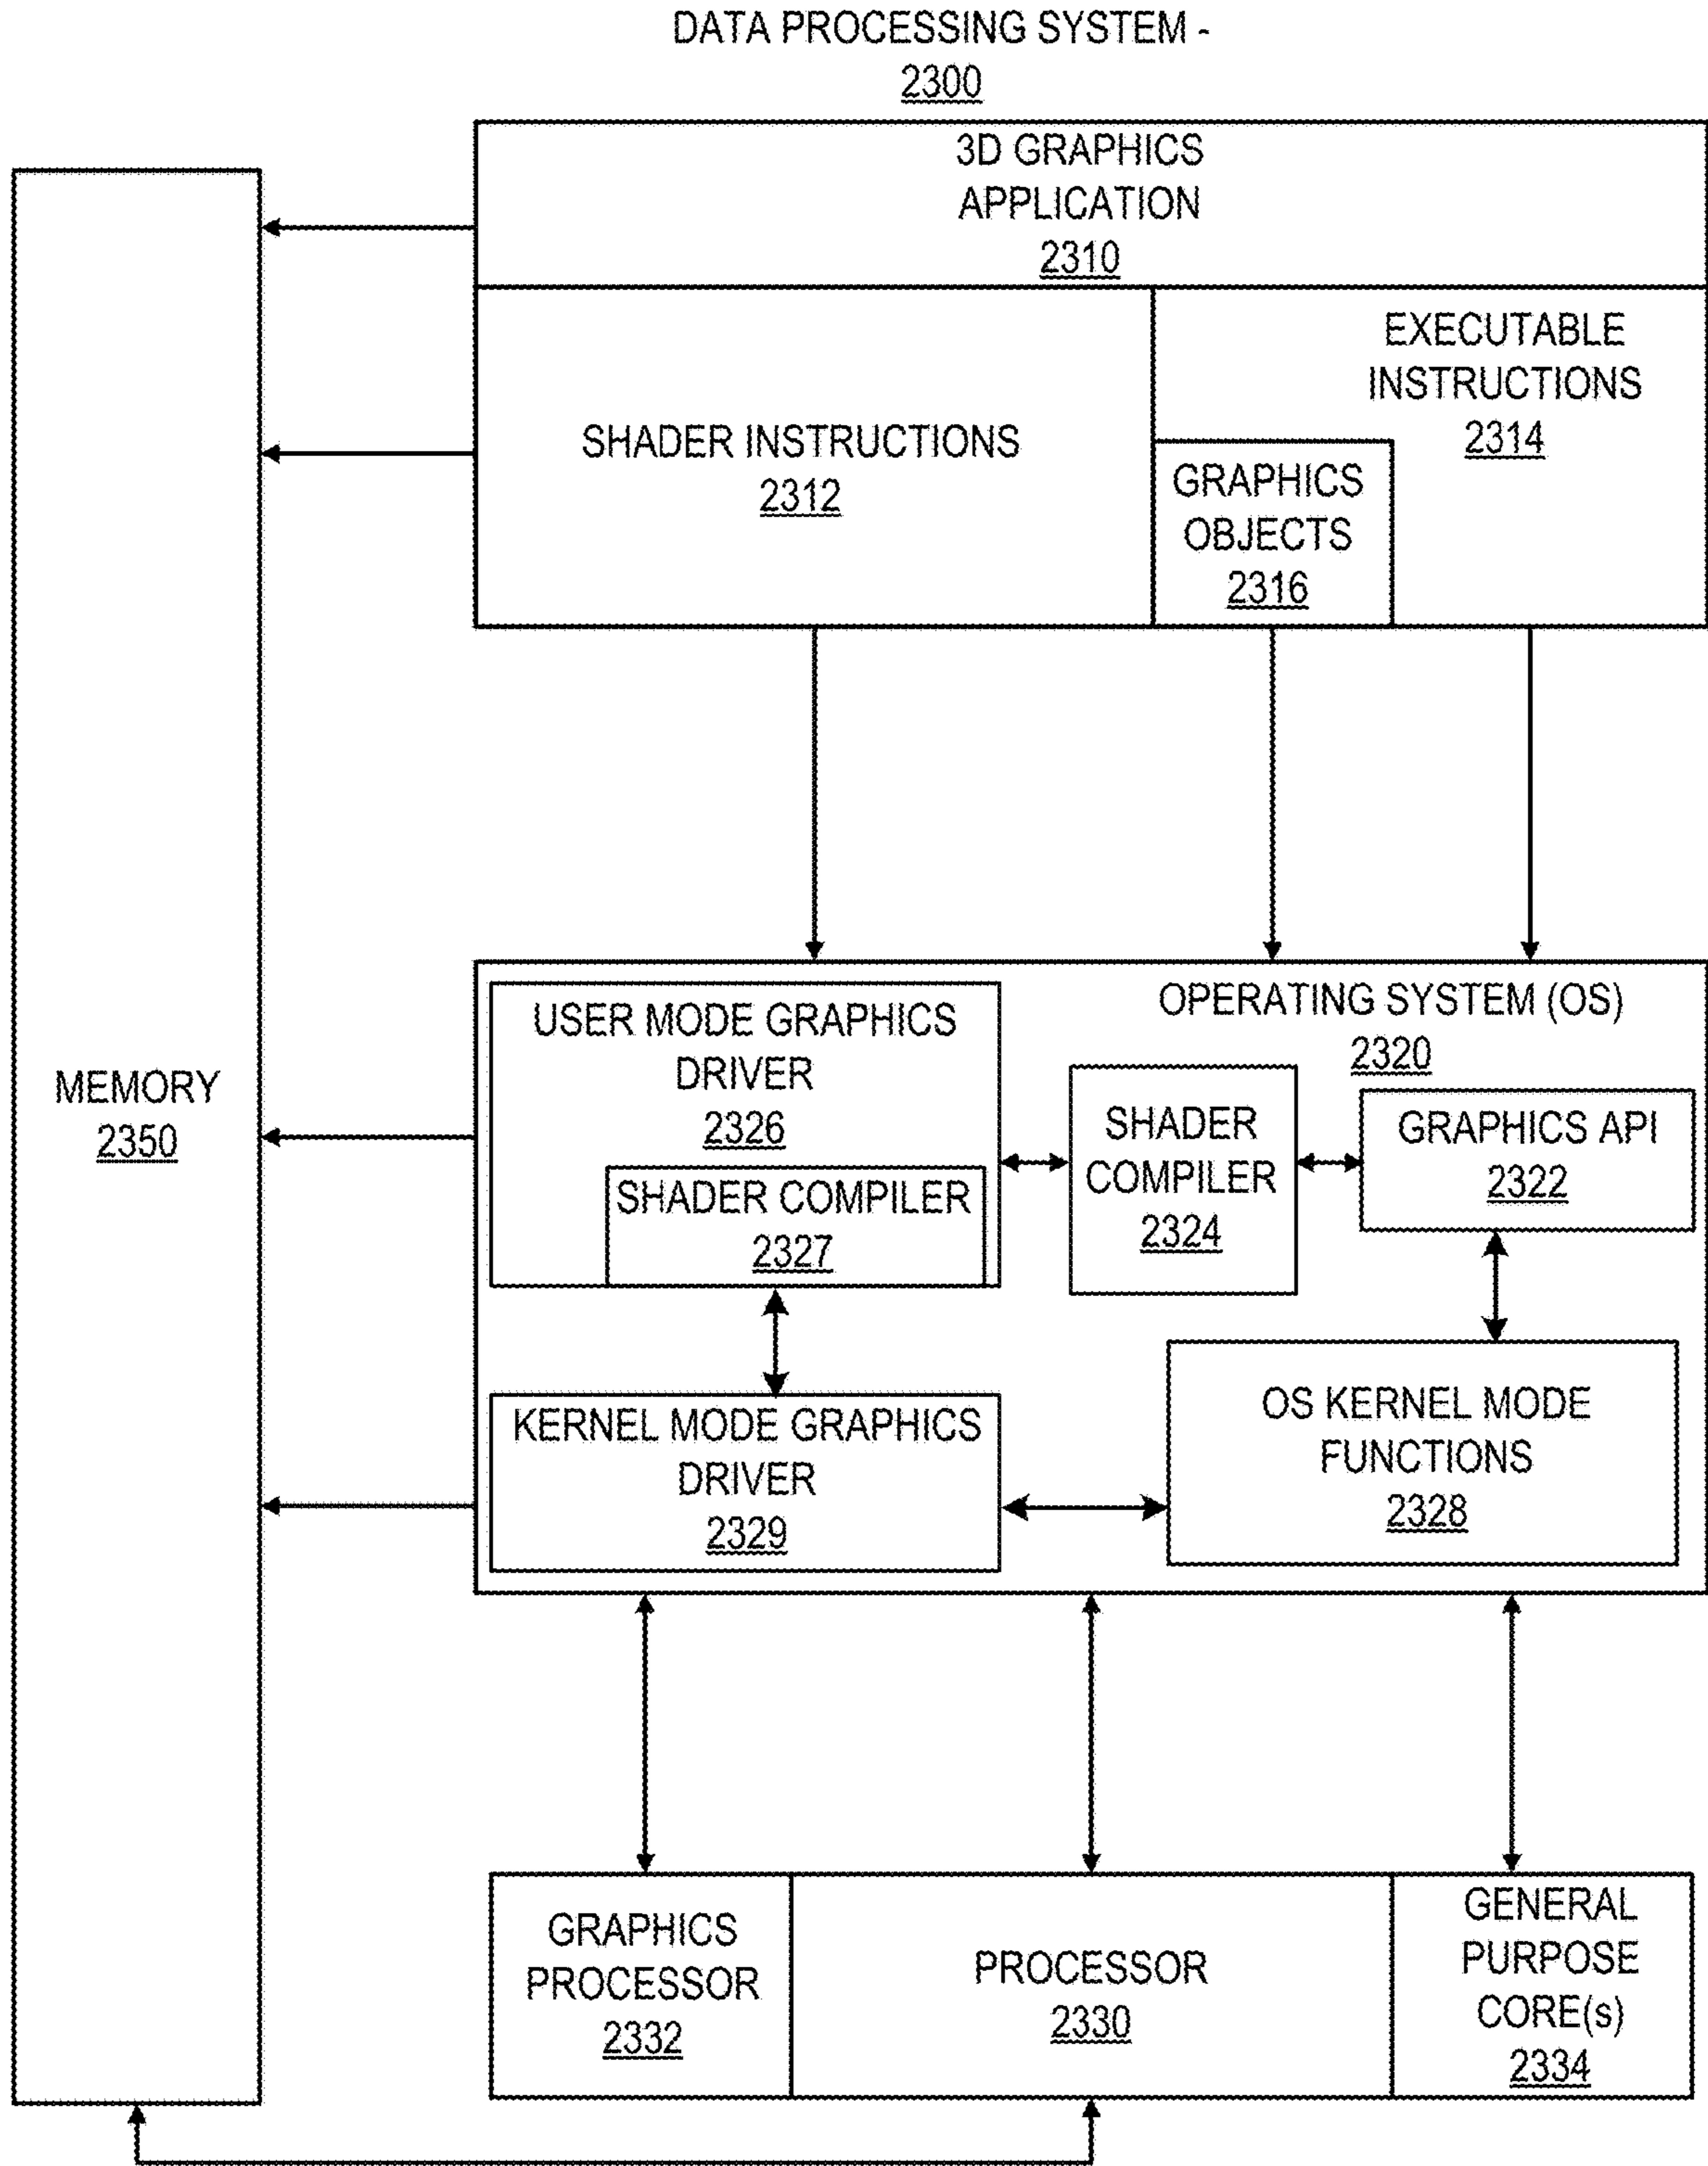 DATA PROCESSING SYSTEM -
2300
3D GRAPHICS
APPLICATION
2310
SHADER INSTRUCTIONS
2312
EXECUTABLE
INSTRUCTIONS
2314
GRAPHICS
OBJECTS
2316
MEMORY
2350
OPERATING SYSTEM (OS)
2320
USER MODE GRAPHICS
DRIVER
2326
SHADER COMPILER
2327
SHADER
COMPILER
2324
GRAPHICS API
2322
KERNEL MODE GRAPHICS
DRIVER
2329
OS KERNEL MODE
FUNCTIONS
2328
GRAPHICS
PROCESSOR
2332
PROCESSOR
2330
GENERAL
PURPOSE
CORE(s)
2334